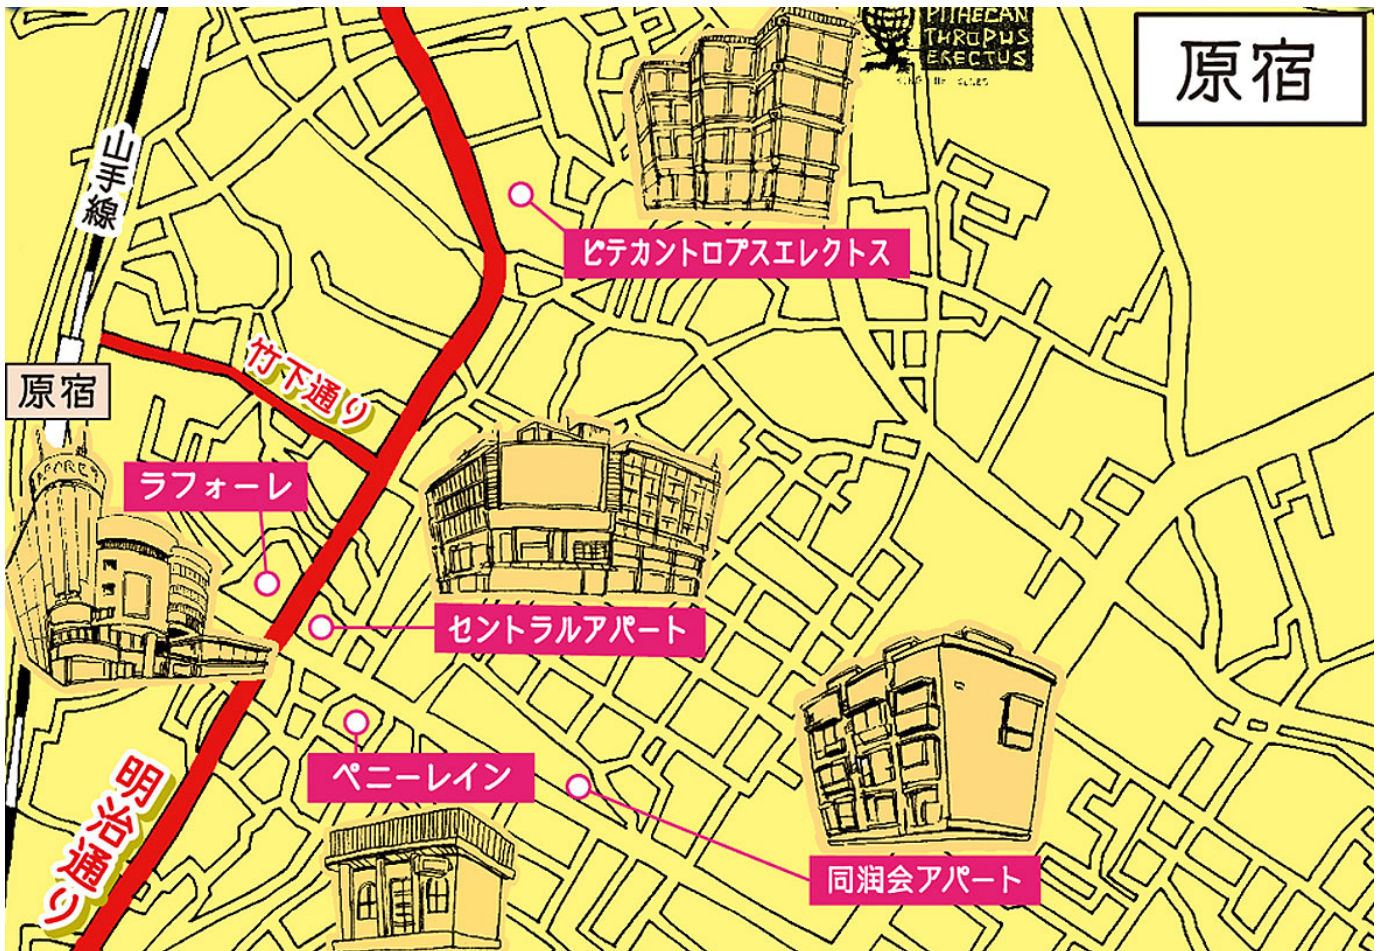 PITHECAN
THROPUS
ERECTUS
原宿
山手線
ピテカントロプスエレクトス
竹下通り
原宿
ラフォーレ
セントラルアパート
ペニーレイン
明治通り
同潤会アパート